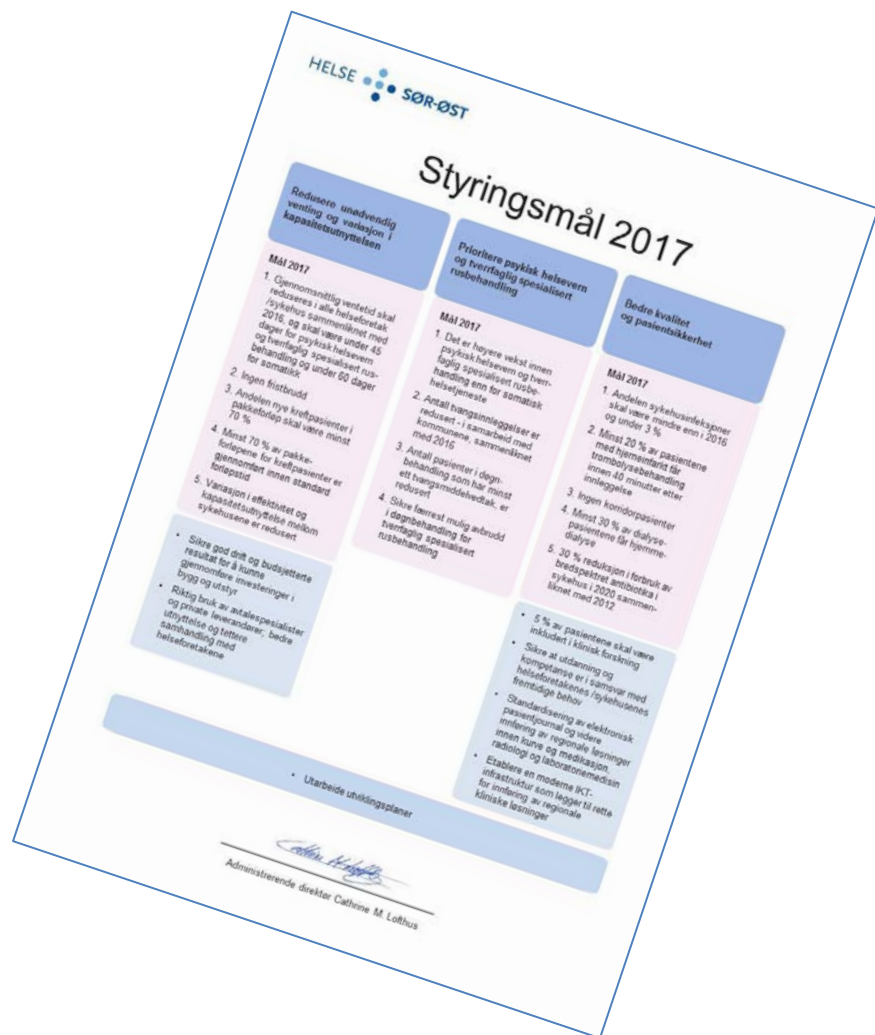 HELSE SØR-ØST
Styringsmål 2017
Redusere unødvendig
venting og variasjon i
kapasitetsutnyttelsen
Mål 2017
1. Gjennomsnittlig ventetid skal
reduseres i alle helseforetak
/sykehus sammenliknet med
2016, og skal være under 45
dager for psykisk helsevern
og tverrfaglig spesialisert rus-
behandling og under 60 dager
for somatikk
2. Ingen fristbrudd
3. Andelen nye kreftpasienter i
pakkeforløp skal være minst
70 %
4. Minst 70 % av pakke-
forløpene for kreftpasienter er
gjennomført innen standard
forløpstid
5. Variasjon i effektivitet og
kapasitetsutnyttelse mellom
sykehusene er redusert
• Sikre god drift og budsjetterte
resultat for å kunne
gjennomføre investeringer i
bygg og utstyr
• Riktig bruk av avtalespesialister
og private leverandører; bedre
utnyttelse og tettere
samhandling med
helseforetakene
Prioritere psykisk helsevern
og tverrfaglig spesialisert
rusbehandling
Mål 2017
1. Det er høyere vekst innen
psykisk helsevern og tverr-
faglig spesialisert rusbe-
handling enn for somatisk
helsetjeneste
2. Antall tvangsinnleggelser er
redusert - i samarbeid med
kommunene, sammenliknet
med 2016
3. Antall pasienter i døgn-
behandling som har minst
ett tvangsmiddelvedtak, er
redusert
4. Sikre færrest mulig avbrudd
i døgnbehandling for
tverrfaglig spesialisert
rusbehandling
Bedre kvalitet
og pasientsikkerhet
Mål 2017
1. Andelen sykehusinfeksjoner
skal være mindre enn i 2016
og under 3 %
2. Minst 20 % av pasientene
med hjerneinfarkt får
trombolysebehandling
innen 40 minutter etter
innleggelse
3. Ingen korridorpasienter
4. Minst 30 % av dialyse-
pasientene får hjemme-
dialyse
5. 30 % reduksjon i forbruk av
bredspektret antibiotika i
sykehus i 2020 sammen-
liknet med 2012
• 5 % av pasientene skal være
inkludert i klinisk forskning
• Sikre at utdanning og
kompetanse er i samsvar med
helseforetakenes /sykehusenes
fremtidige behov
• Standardisering av elektronisk
pasientjournal og videre
innføring av regionale løsninger
innen kurve og medikasjon,
radiologi og laboratoriemedisin
• Etablere en moderne IKT-
infrastruktur som legger til rette
for innføring av regionale
kliniske løsninger
• Utarbeide utviklingsplaner
Administrerende direktør Cathrine M. Lofthus